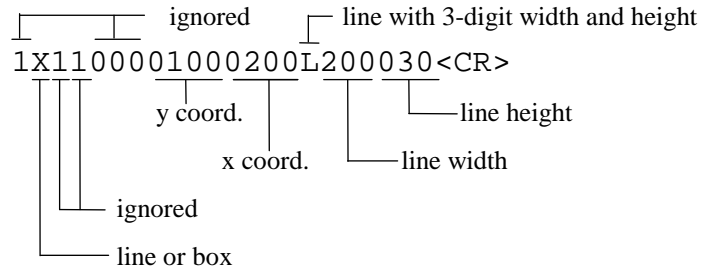 ignored
line with 3-digit width and height
1X1100001000200L200030<CR>
y coord.
line height
x coord.
line width
ignored
line or box